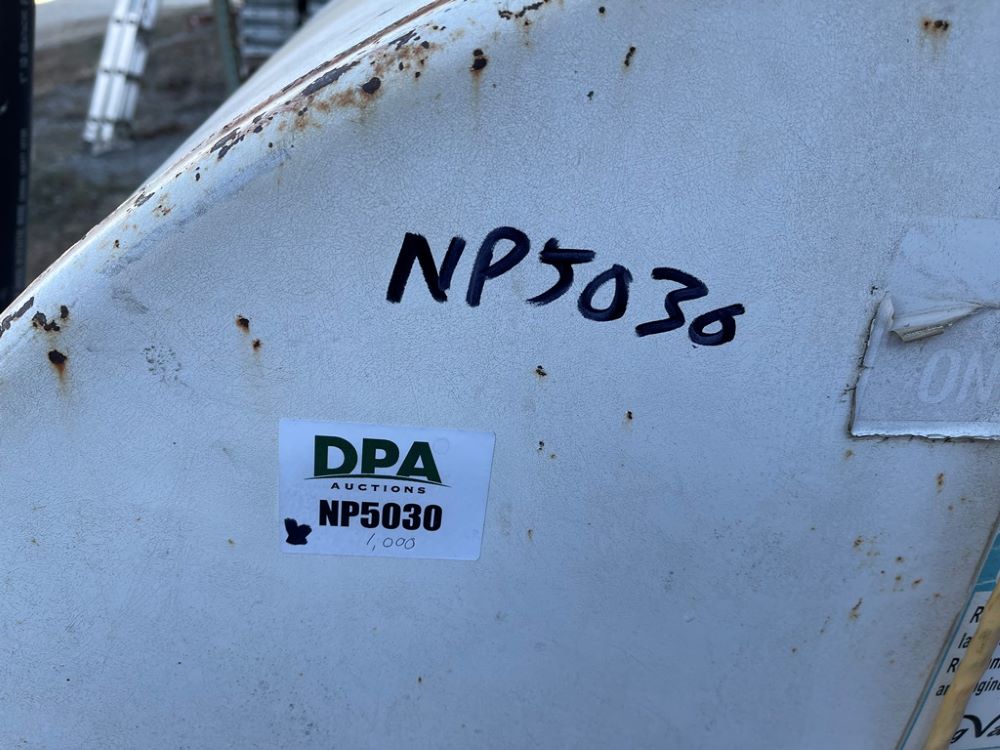 NP5030
ON
DPA
AUCTIONS
NP5030
1,000